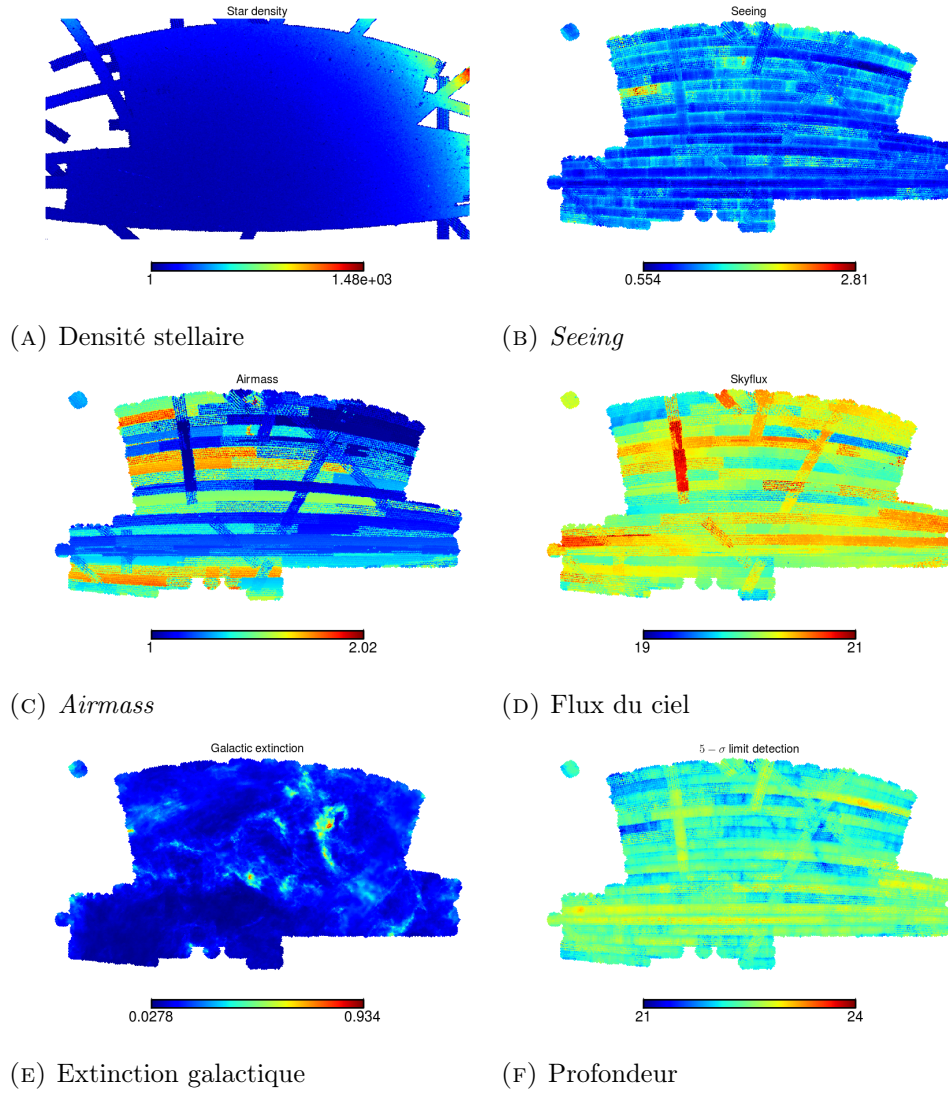 Star density
Seeing
1 1.48e+03
0.554 2.81
(A) Densité stellaire
(B) Seeing
Airmass
Skyflux
1 2.02
19 21
(C) Airmass
(D) Flux du ciel
Galactic extinction
5 − σ limit detection
0.0278 0.934
21 24
(E) Extinction galactique
(F) Profondeur